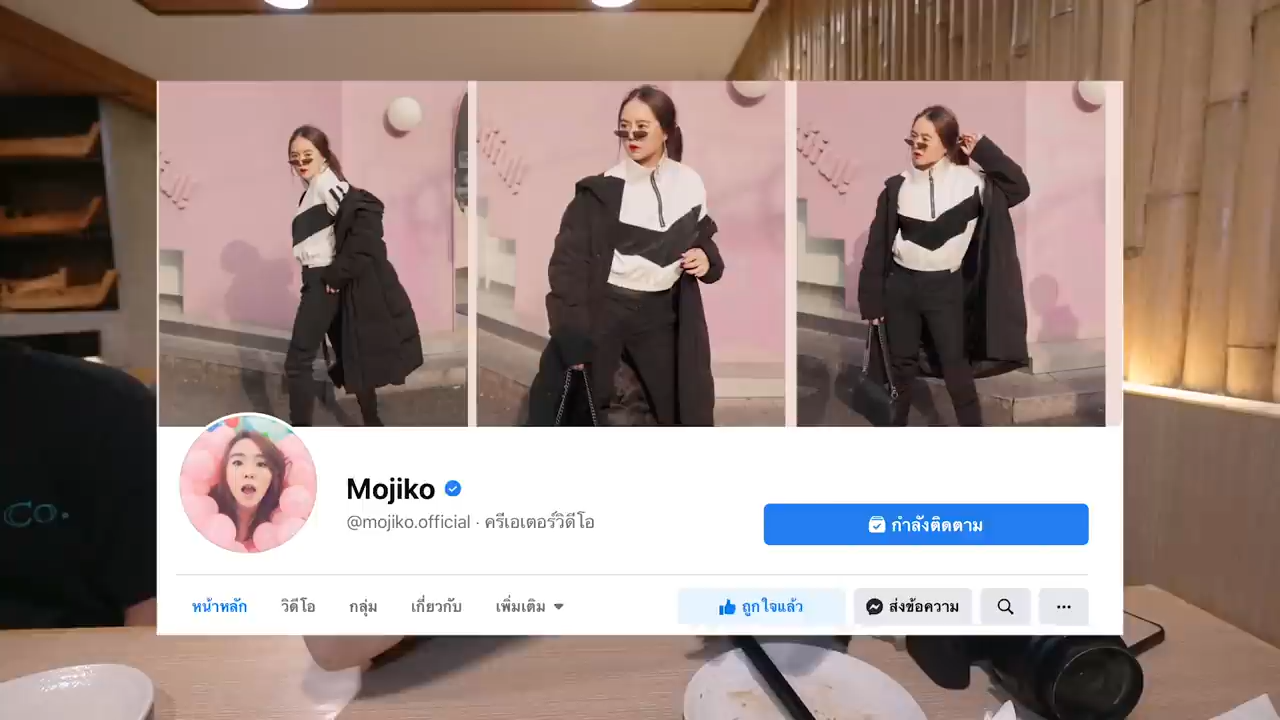 Mojiko
@mojiko.official · ครีเอเตอร์วิดีโอ
กำลังติดตาม
หน้าหลัก วิดีโอ กลุ่ม เกี่ยวกับ เพิ่มเติม ถูกใจแล้ว ส่งข้อความ
Co.